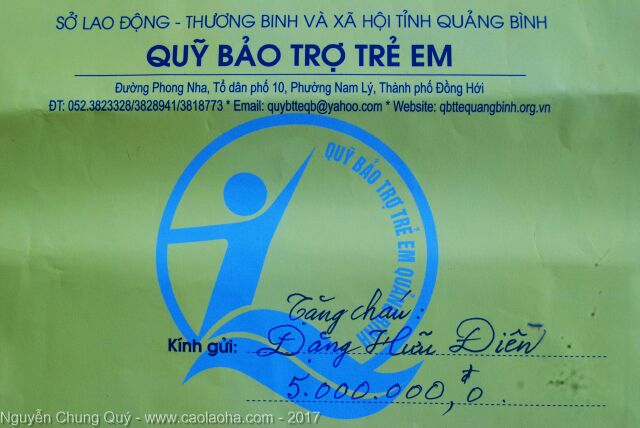 SỞ LAO ĐỘNG - THƯƠNG BINH VÀ XÃ HỘI TỈNH QUẢNG BÌNH
QUỸ BẢO TRỢ TRẺ EM
Đường Phong Nha, Tổ dân phố 10, Phường Nam Lý, Thành phố Đồng Hới
ĐT: 052.3823328/3828941/3818773 * Email: quybtteqb@yahoo.com * Website: qbttequangbinh.org.vn
QUỸ BẢO TRỢ TRẺ EM QUẢNG BÌNH
Tặng cháu:
Kính gửi: Đặng Hữu Điền
5.000.000,đ0
Nguyễn Chung Quý - www.caolaoha.com - 2017